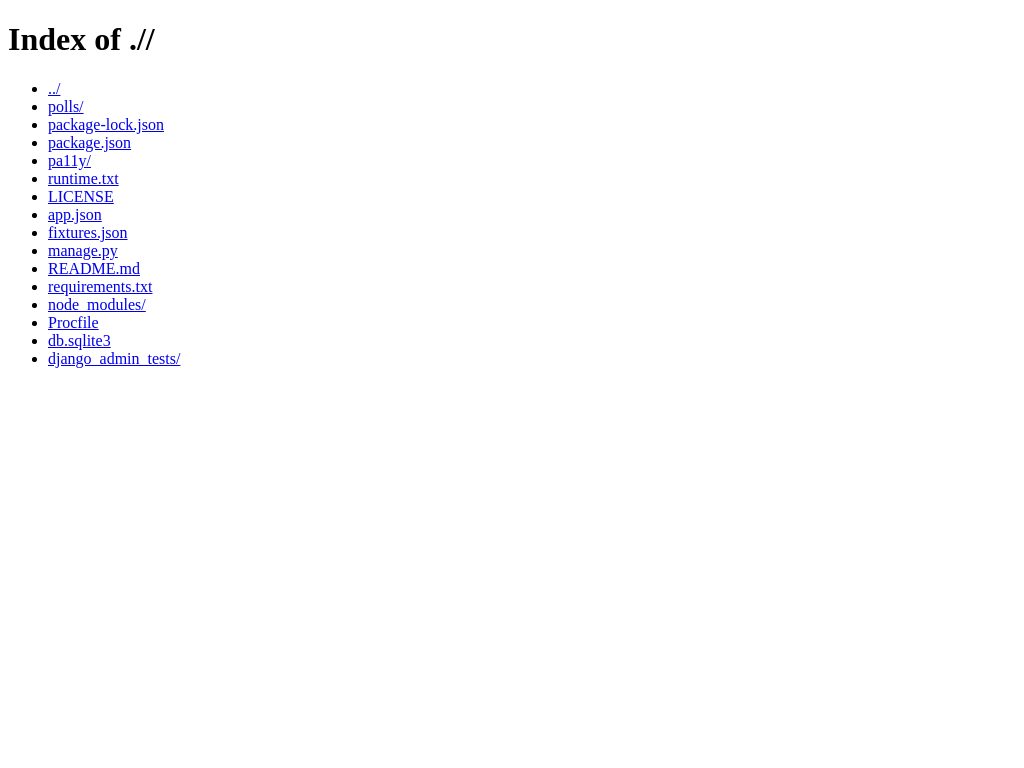 Index of .//
../
polls/
package-lock.json
package.json
pa11y/
runtime.txt
LICENSE
app.json
fixtures.json
manage.py
README.md
requirements.txt
node_modules/
Procfile
db.sqlite3
django_admin_tests/